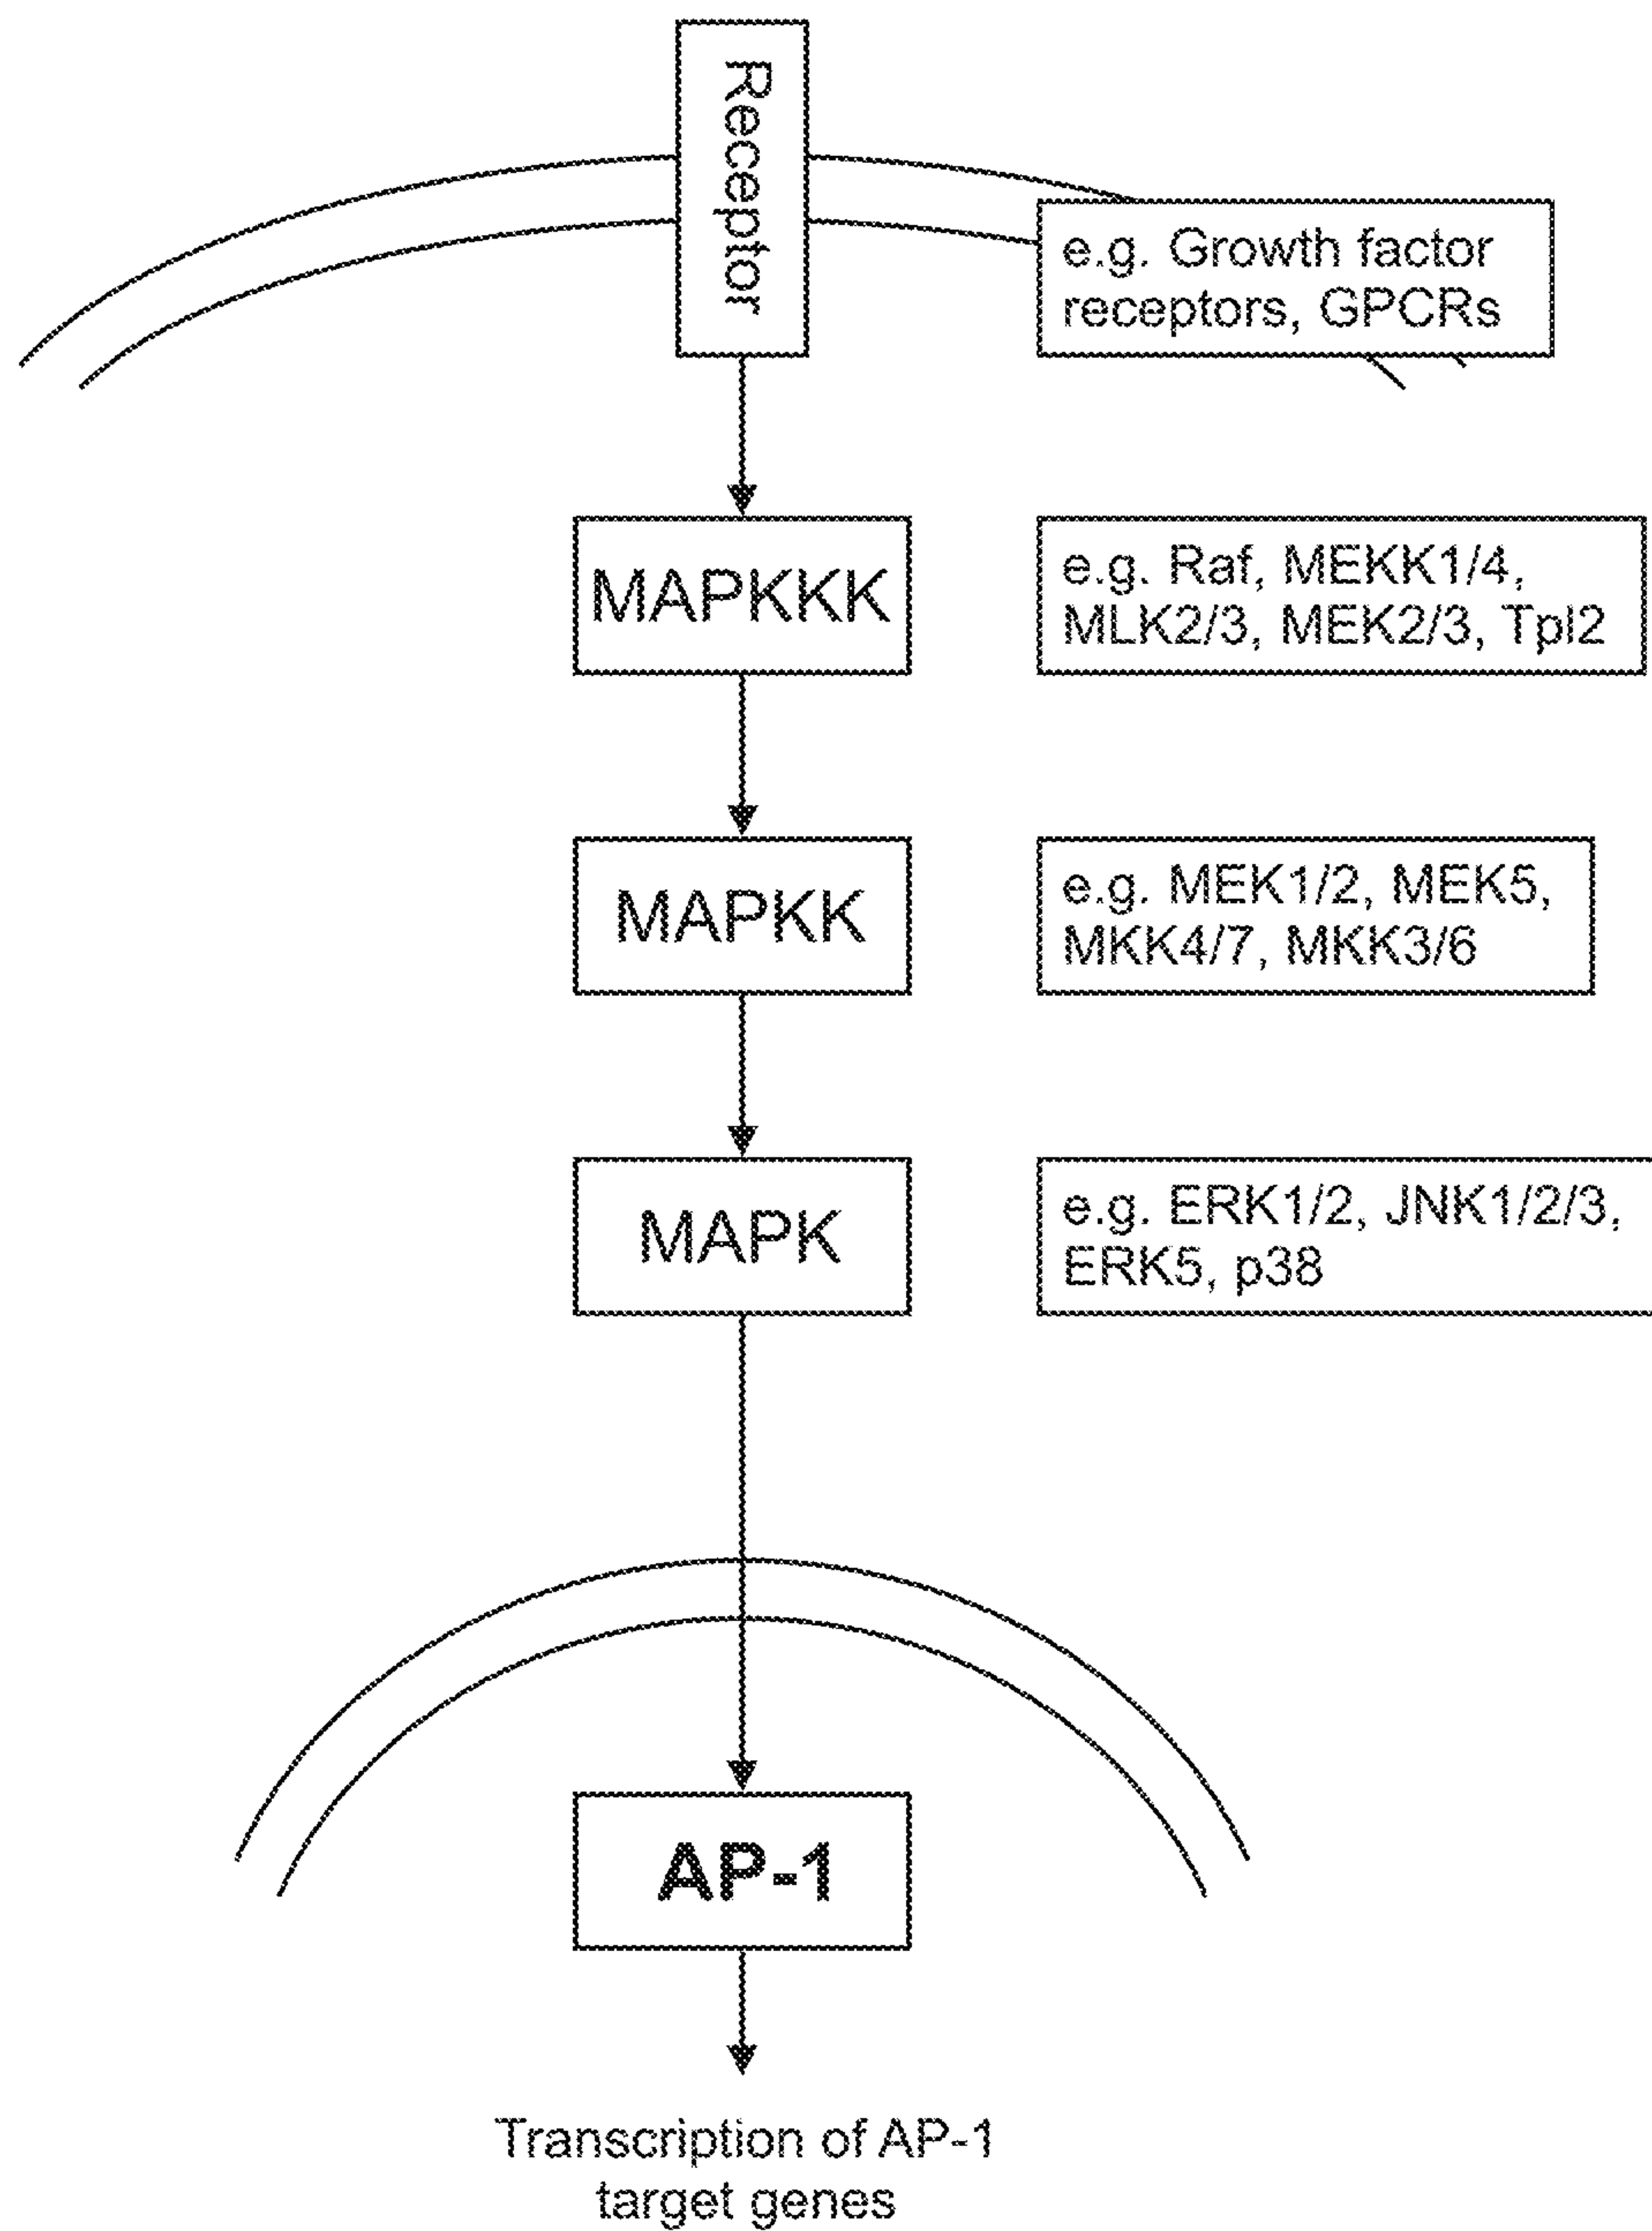 Receptor
e.g. Growth factor
receptors, GPCRs
MAPKKK
e.g. Raf, MEKK1/4,
MLK2/3, MEK2/3, Tpl2
MAPKK
e.g. MEK1/2, MEK5,
MKK4/7, MKK3/6
MAPK
e.g. ERK1/2, JNK1/2/3,
ERK5, p38
AP-1
Transcription of AP-1
target genes